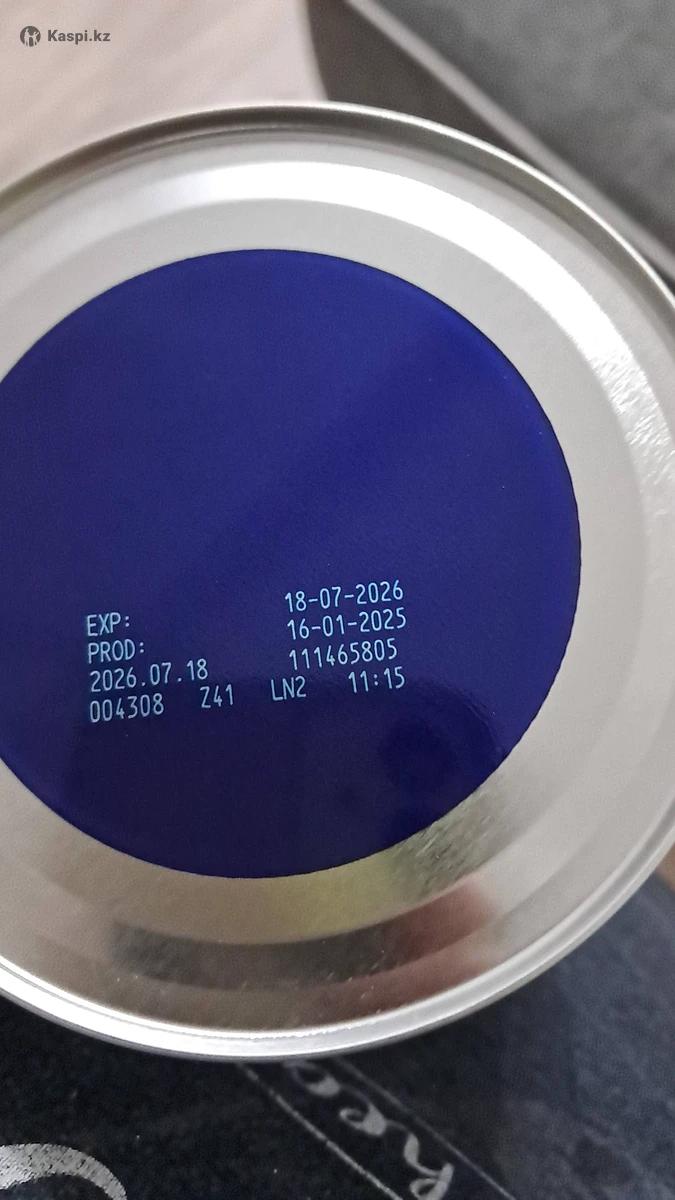 Kaspi.kz
EXP: 18-07-2026
PROD: 16-01-2025
2026.07.18 111465805
004308 Z41 LN2 11:15